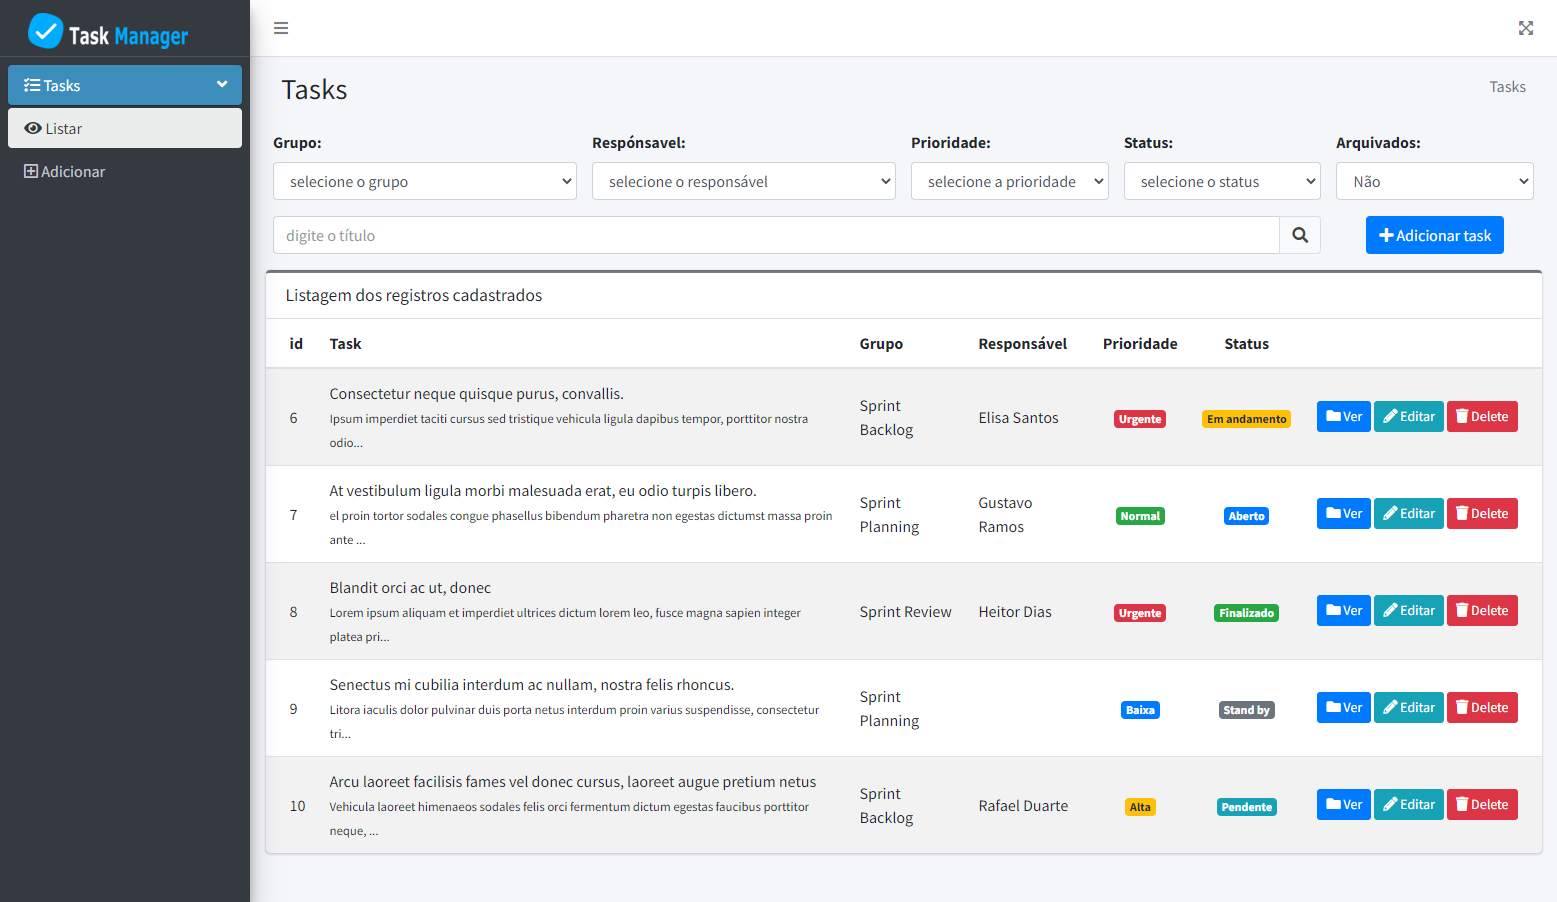 Task Manager
Tasks
Listar
Adicionar
Tasks
Tasks
Grupo:
Respónsavel:
Prioridade:
Status:
Arquivados:
selecione o grupo
selecione o responsável
selecione a prioridade
selecione o status
Não
digite o título
Adicionar task
Listagem dos registros cadastrados
id Task Grupo Responsável Prioridade Status
6
Consectetur neque quisque purus, convallis.
Ipsum imperdiet taciti cursus sed tristique vehicula ligula dapibus tempor, porttitor nostra
odio...
Sprint
Backlog
Elisa Santos
Urgente
Em andamento
Ver Editar Delete
7
At vestibulum ligula morbi malesuada erat, eu odio turpis libero.
el proin tortor sodales congue phasellus bibendum pharetra non egestas dictumst massa proin
ante ...
Sprint
Planning
Gustavo
Ramos
Normal
Aberto
Ver Editar Delete
8
Blandit orci ac ut, donec
Lorem ipsum aliquam et imperdiet ultrices dictum lorem leo, fusce magna sapien integer
platea pri...
Sprint Review
Heitor Dias
Urgente
Finalizado
Ver Editar Delete
9
Senectus mi cubilia interdum ac nullam, nostra felis rhoncus.
Litora iaculis dolor pulvinar duis porta netus interdum proin varius suspendisse, consectetur
tri...
Sprint
Planning
Baixa
Stand by
Ver Editar Delete
10
Arcu laoreet facilisis fames vel donec cursus, laoreet augue pretium netus
Vehicula laoreet himenaeos sodales felis orci fermentum dictum egestas faucibus porttitor
neque, ...
Sprint
Backlog
Rafael Duarte
Alta
Pendente
Ver Editar Delete